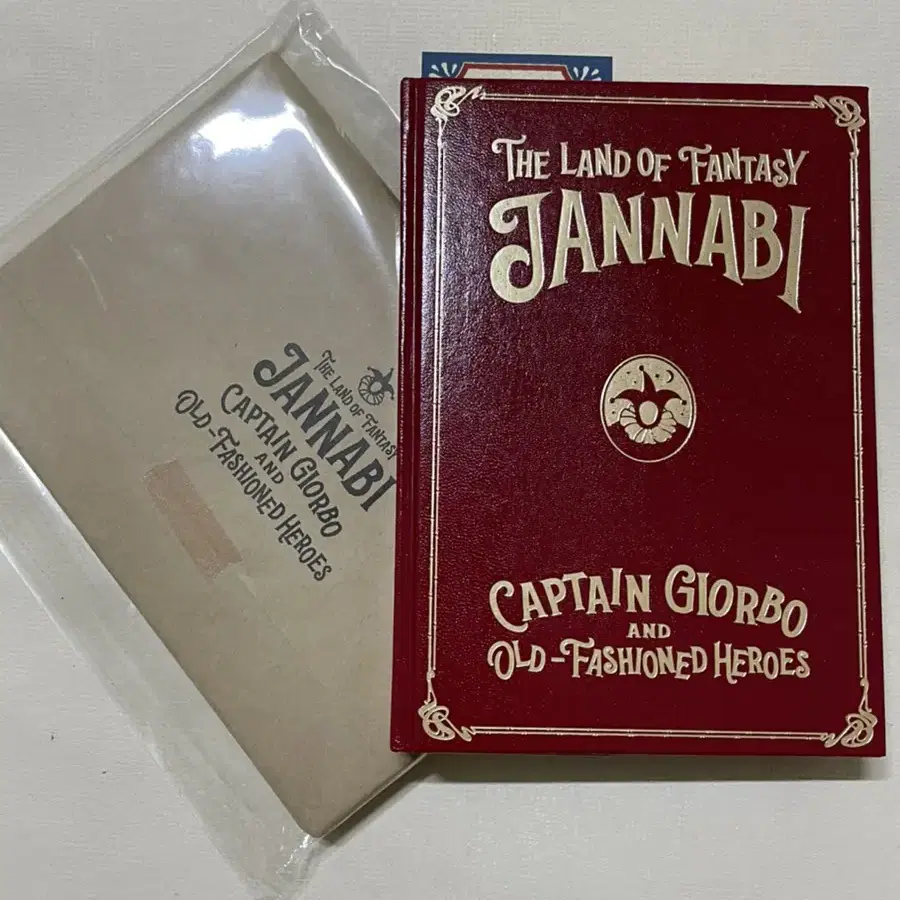 THE LAND OF FANTASY
JANNABI
CAPTAIN GIORBO
AND
OLD-FASHIONED HEROES
THE LAND OF FANTASY
JANNABI
CAPTAIN GIORBO
AND
OLD-FASHIONED HEROES